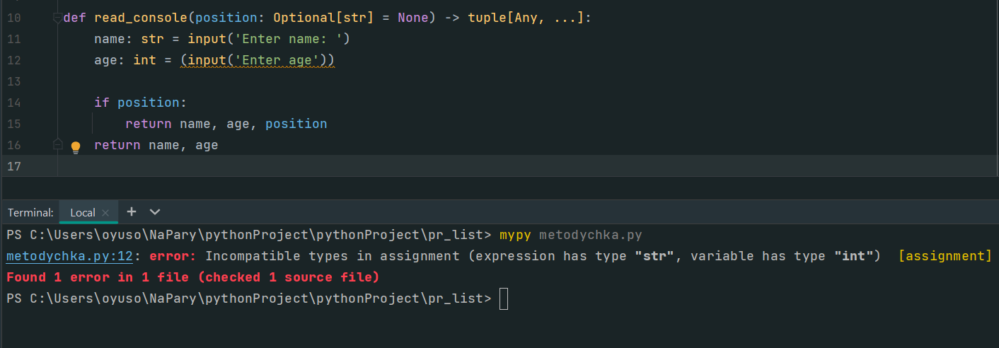 10 def read_console(position: Optional[str] = None) -> tuple[Any, ...]:
11 name: str = input('Enter name: ')
12 age: int = (input('Enter age'))
13
14 if position:
15 return name, age, position
16 return name, age
17
Terminal: Local × +
PS C:\Users\oyuso\NaPary\pythonProject\pythonProject\pr_list> mypy metodychka.py
metodychka.py:12: error: Incompatible types in assignment (expression has type "str", variable has type "int") [assignment]
Found 1 error in 1 file (checked 1 source file)
PS C:\Users\oyuso\NaPary\pythonProject\pythonProject\pr_list>